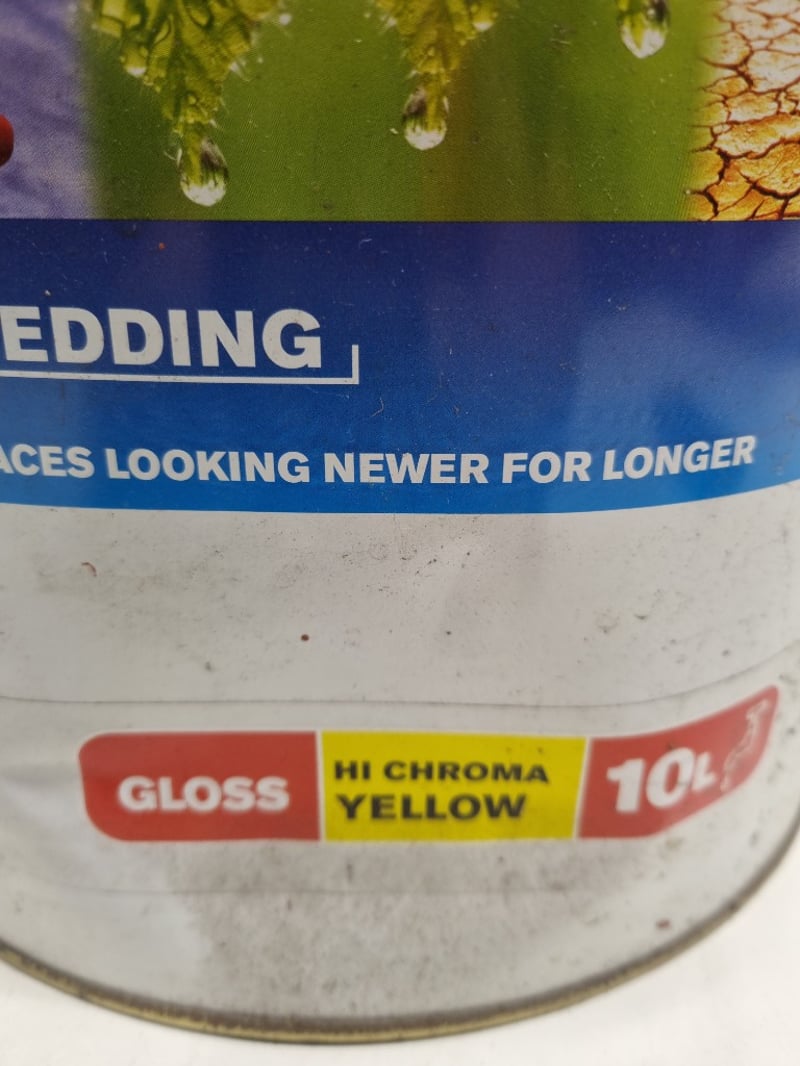 EDDING
ACES LOOKING NEWER FOR LONGER
GLOSS
HI CHROMA
YELLOW
10L